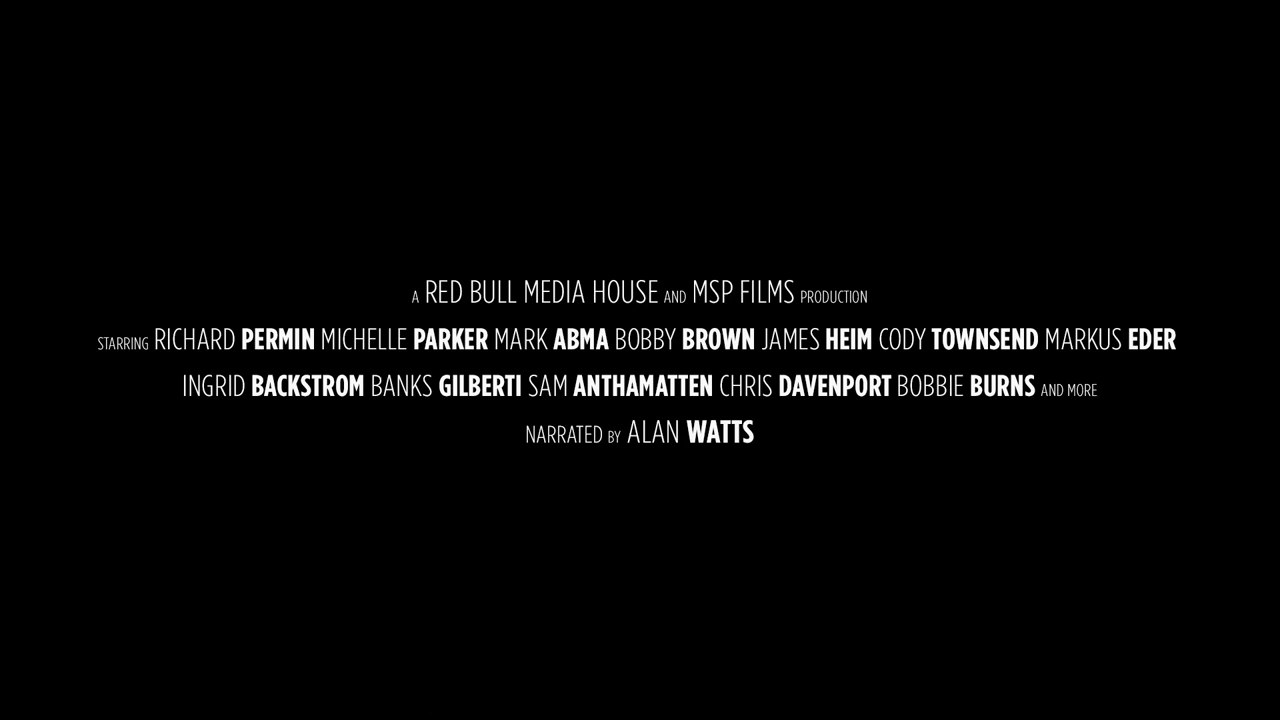 A RED BULL MEDIA HOUSE AND MSP FILMS PRODUCTION
STARRING RICHARD PERMIN MICHELLE PARKER MARK ABMA BOBBY BROWN JAMES HEIM CODY TOWNSEND MARKUS EDER
INGRID BACKSTROM BANKS GILBERTI SAM ANTHAMATTEN CHRIS DAVENPORT BOBBIE BURNS AND MORE
NARRATED BY ALAN WATTS